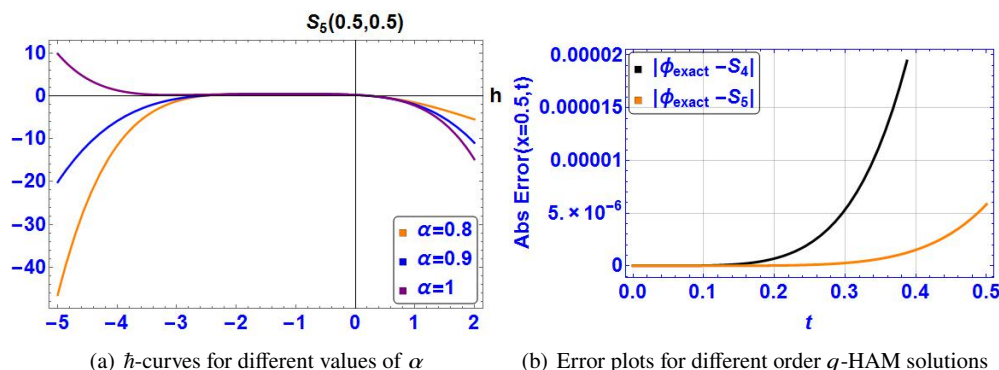 S₅(0.5,0.5)
10
0
-10
-20
-30
-40
h
α=0.8
α=0.9
α=1
-5 -4 -3 -2 -1 0 1 2
(a) ℏ-curves for different values of α
0.00002
0.000015
0.00001
5. × 10⁻⁶
0
Abs Error(x=0.5,t)
|ϕexact −S₄|
|ϕexact −S₅|
0.0 0.1 0.2 0.3 0.4 0.5
t
(b) Error plots for different order q-HAM solutions